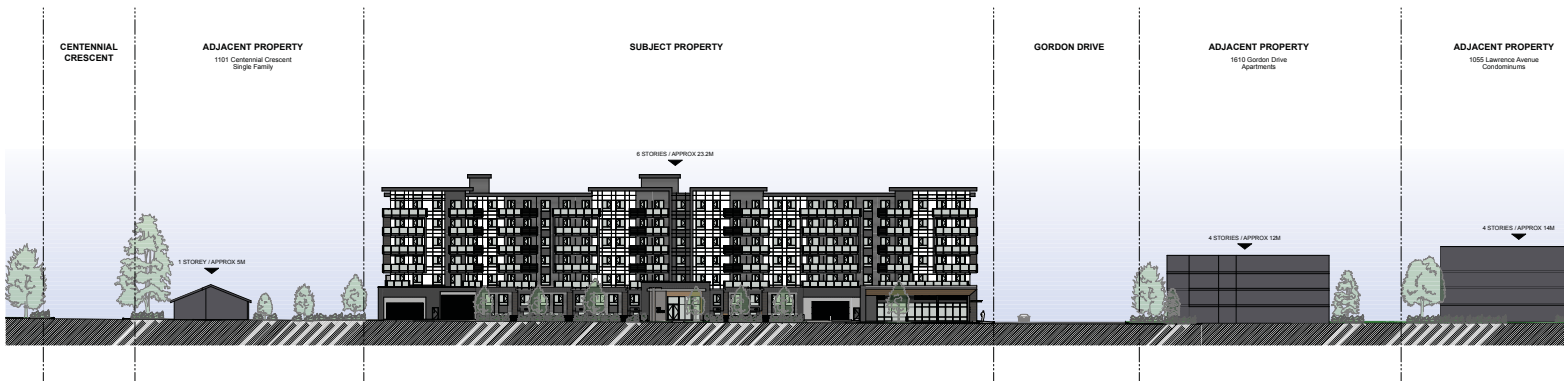 CENTENNIAL
CRESCENT
ADJACENT PROPERTY
1101 Centennial Crescent
Single Family
SUBJECT PROPERTY
GORDON DRIVE
ADJACENT PROPERTY
1610 Gordon Drive
Apartments
ADJACENT PROPERTY
1055 Lawrence Avenue
Condominums
6 STORIES / APPROX 23.2M
1 STOREY / APPROX 5M
4 STORIES / APPROX 12M
4 STORIES / APPROX 14M